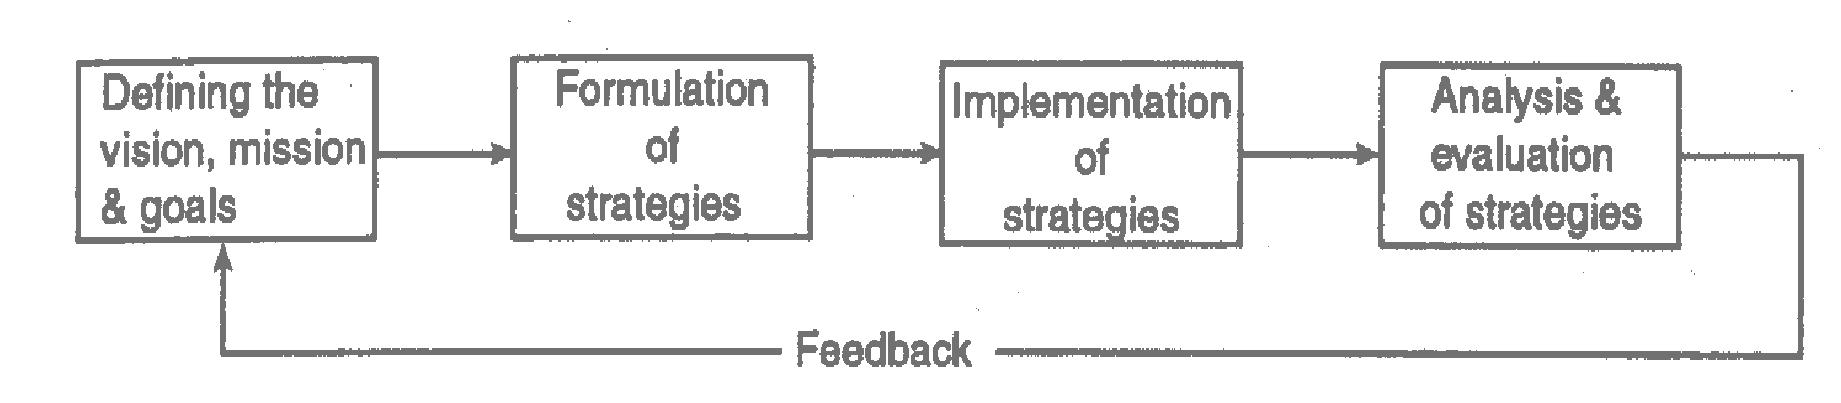 Defining the
vision, mission
& goals
Formulation
of
strategies
Implementation
of
strategies
Analysis &
evaluation
of strategies
Feedback